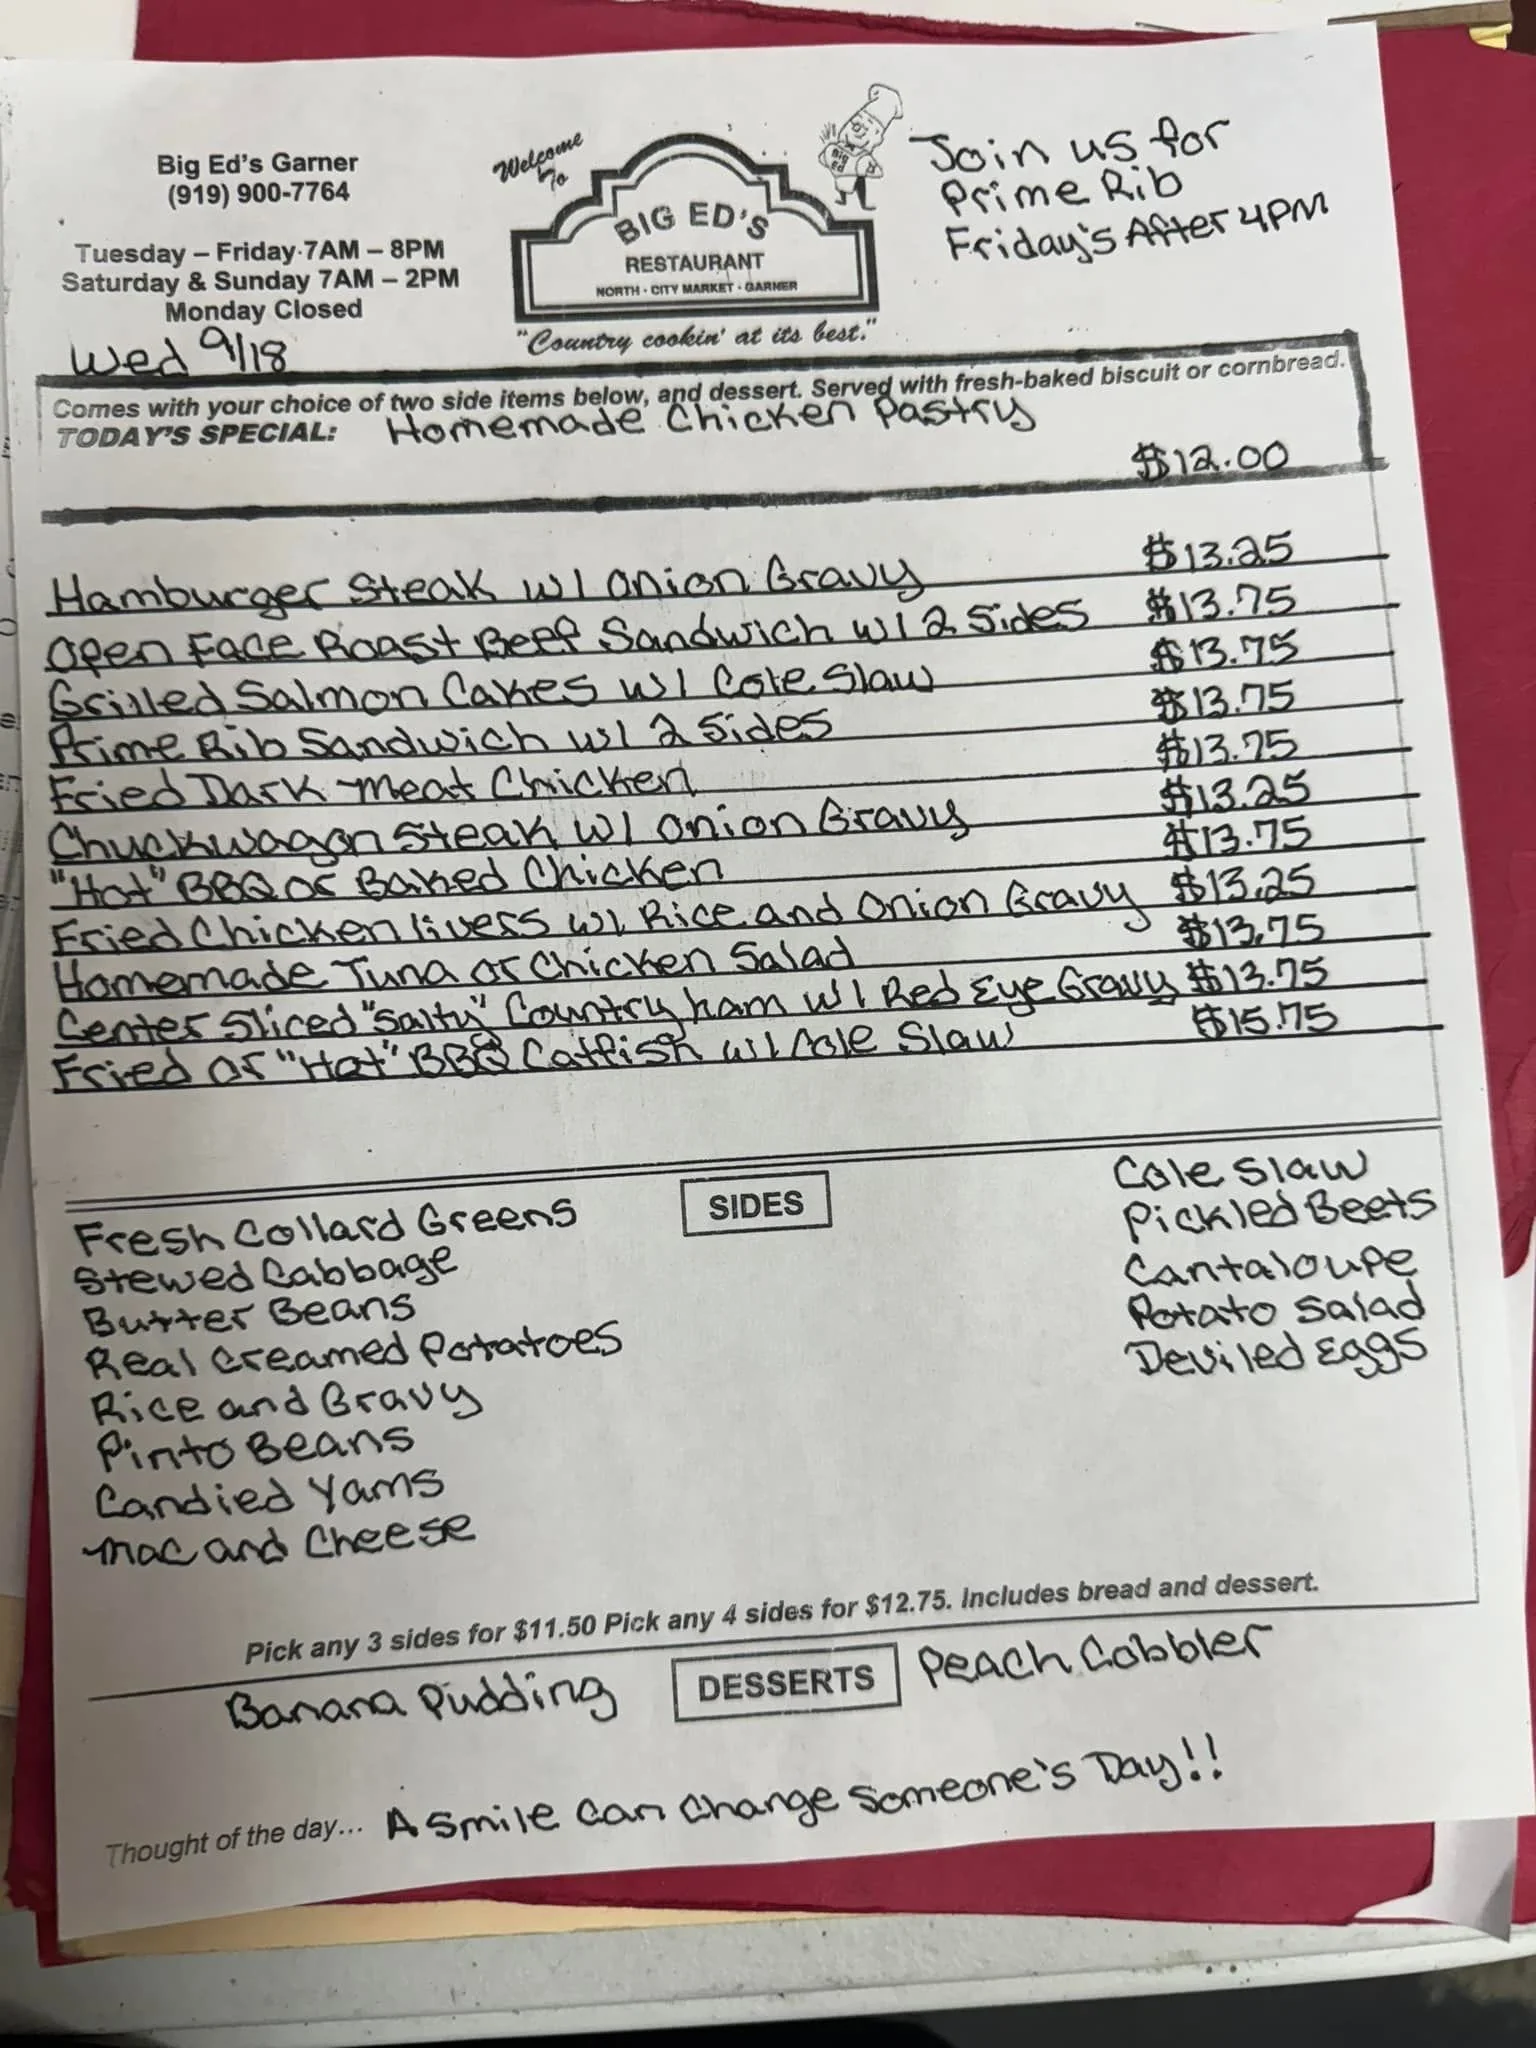 Big Ed's Garner
(919) 900-7764
Tuesday – Friday 7AM – 8PM
Saturday & Sunday 7AM – 2PM
Monday Closed
Wed 9/18
Welcome
To
BIG ED'S
RESTAURANT
NORTH · CITY MARKET · GARNER
"Country cookin' at its best."
Big
Ed
Join us for
Prime Rib
Friday's After 4PM
Comes with your choice of two side items below, and dessert. Served with fresh-baked biscuit or cornbread.
TODAY'S SPECIAL: Homemade Chicken Pastry
$12.00
Hamburger Steak w/ Onion Gravy $13.25
Open Face Roast Beef Sandwich w/ 2 Sides $13.75
Grilled Salmon Cakes w/ Cole Slaw $13.75
Prime Rib Sandwich w/ 2 Sides $13.75
Fried Dark Meat Chicken $13.75
Chuckwagon Steak w/ Onion Gravy $13.25
"Hot" BBQ or Baked Chicken $13.75
Fried Chicken livers w/ Rice and Onion Gravy $13.25
Homemade Tuna or Chicken Salad $13.75
Center Sliced "Salty" Country ham w/ Red Eye Gravy $13.75
Fried or "Hot" BBQ Catfish w/ Cole Slaw $15.75
SIDES
Fresh Collard Greens
Stewed Cabbage
Butter Beans
Real Creamed Potatoes
Rice and Gravy
Pinto Beans
Candied Yams
Mac and Cheese
Cole Slaw
Pickled Beets
Cantaloupe
Potato Salad
Deviled Eggs
Pick any 3 sides for $11.50 Pick any 4 sides for $12.75. Includes bread and dessert.
Banana Pudding DESSERTS Peach Cobbler
Thought of the day... A Smile Can Change Someone's Day!!